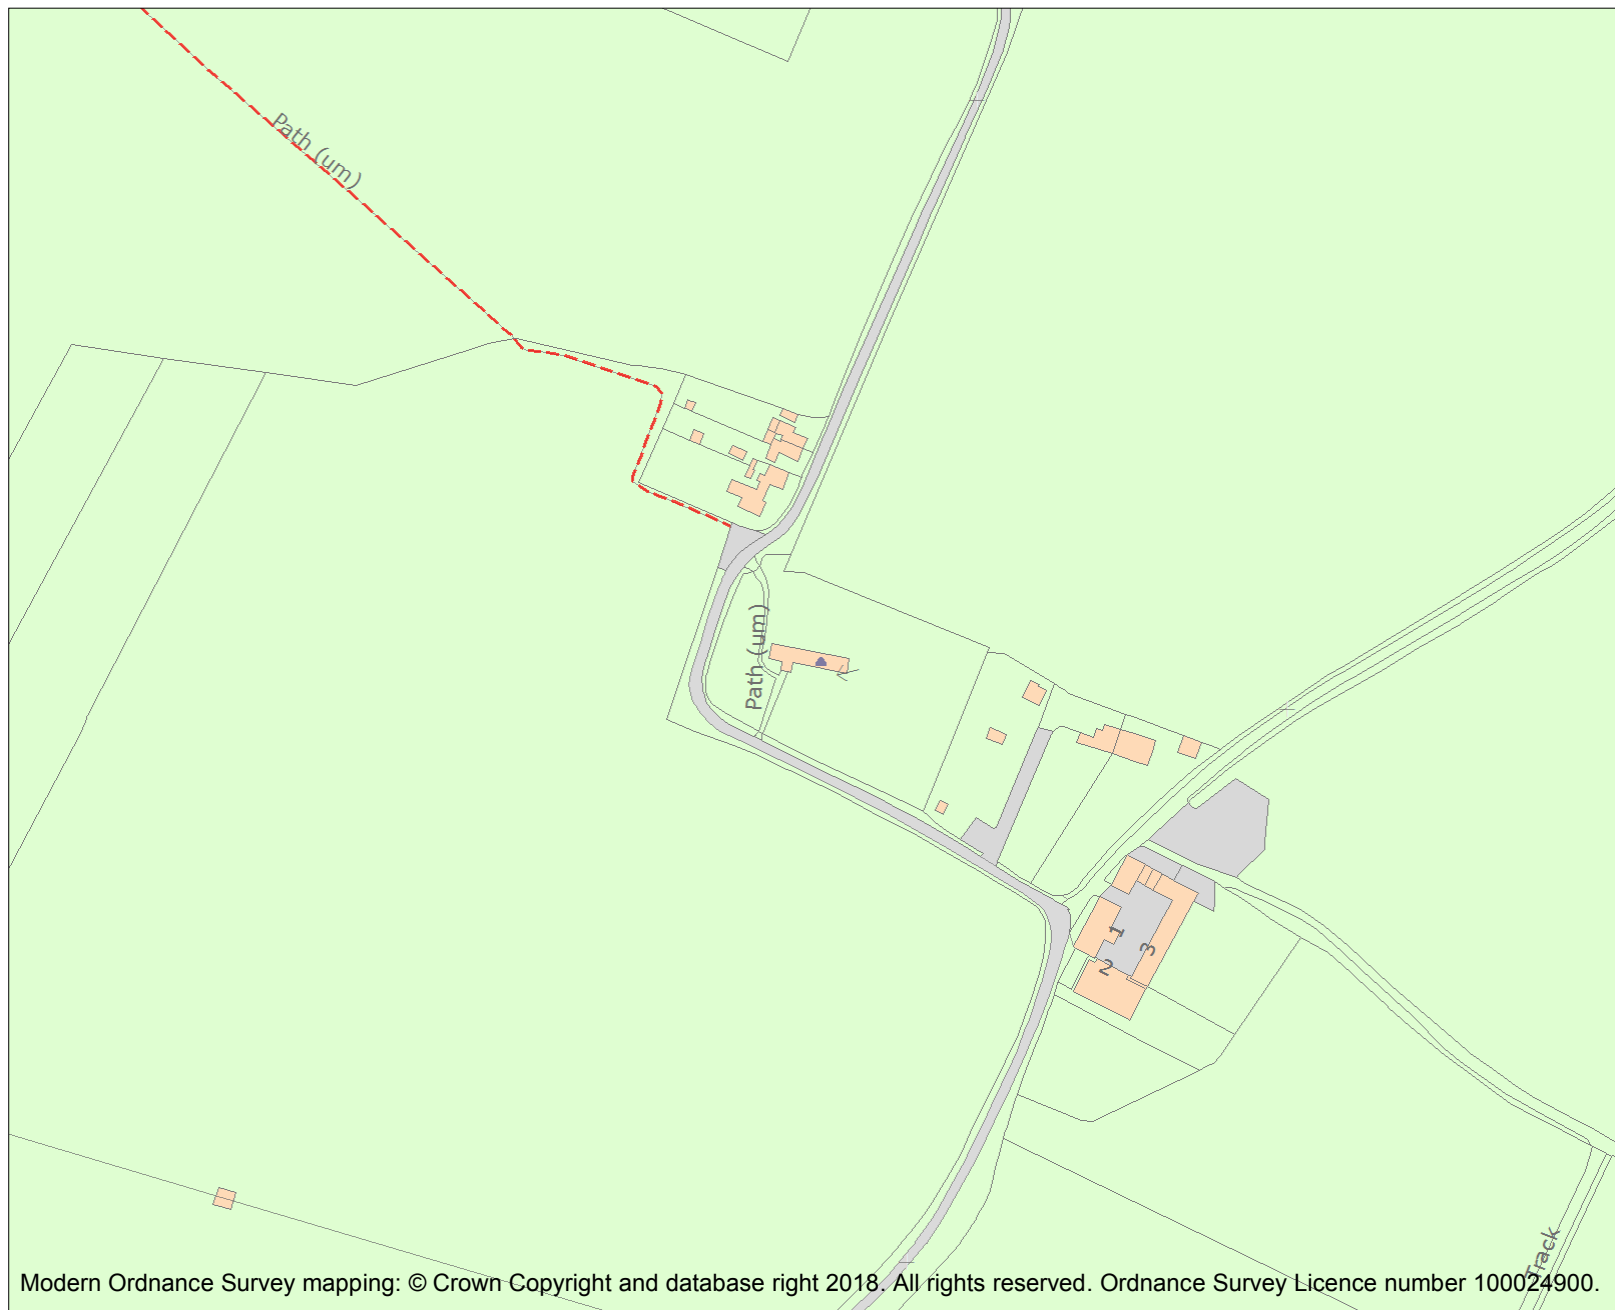 Path (um)
Path (um)
1
3
2
Track
Modern Ordnance Survey mapping: © Crown Copyright and database right 2018. All rights reserved. Ordnance Survey Licence number 100024900.